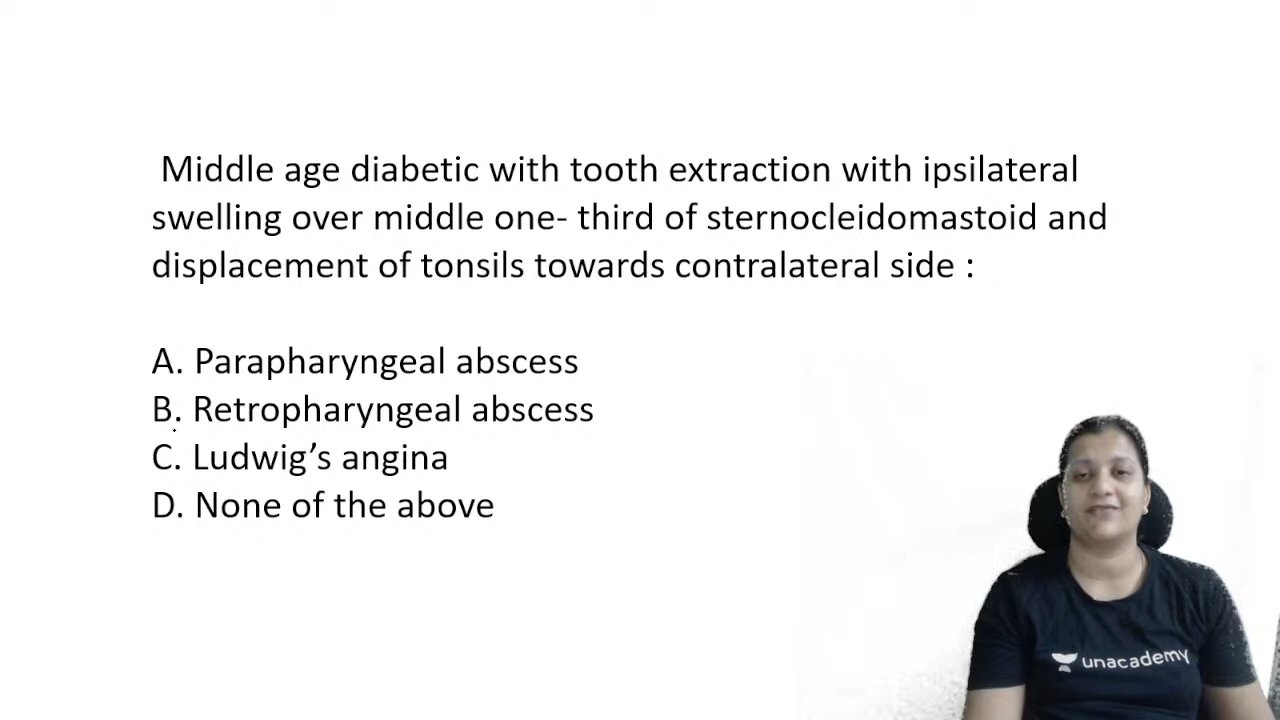 Middle age diabetic with tooth extraction with ipsilateral
swelling over middle one- third of sternocleidomastoid and
displacement of tonsils towards contralateral side :
A. Parapharyngeal abscess
B. Retropharyngeal abscess
C. Ludwig’s angina
D. None of the above
unacademy